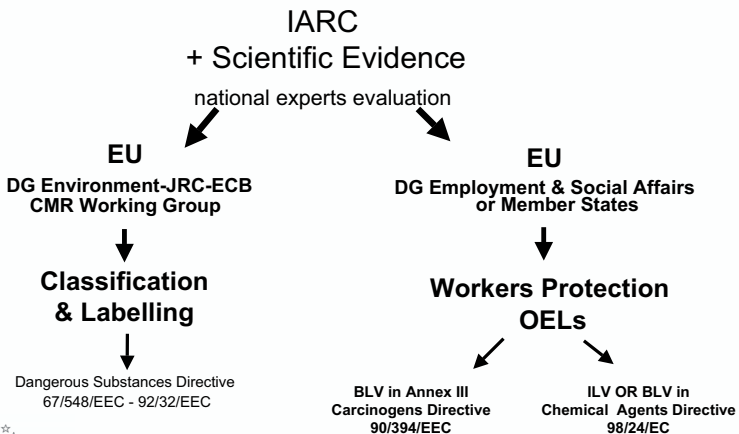 IARC
+ Scientific Evidence
national experts evaluation
EU
DG Environment-JRC-ECB
CMR Working Group
Classification
& Labelling
Dangerous Substances Directive
67/548/EEC - 92/32/EEC
EU
DG Employment & Social Affairs
or Member States
Workers Protection
OELs
BLV in Annex III
Carcinogens Directive
90/394/EEC
ILV OR BLV in
Chemical Agents Directive
98/24/EC